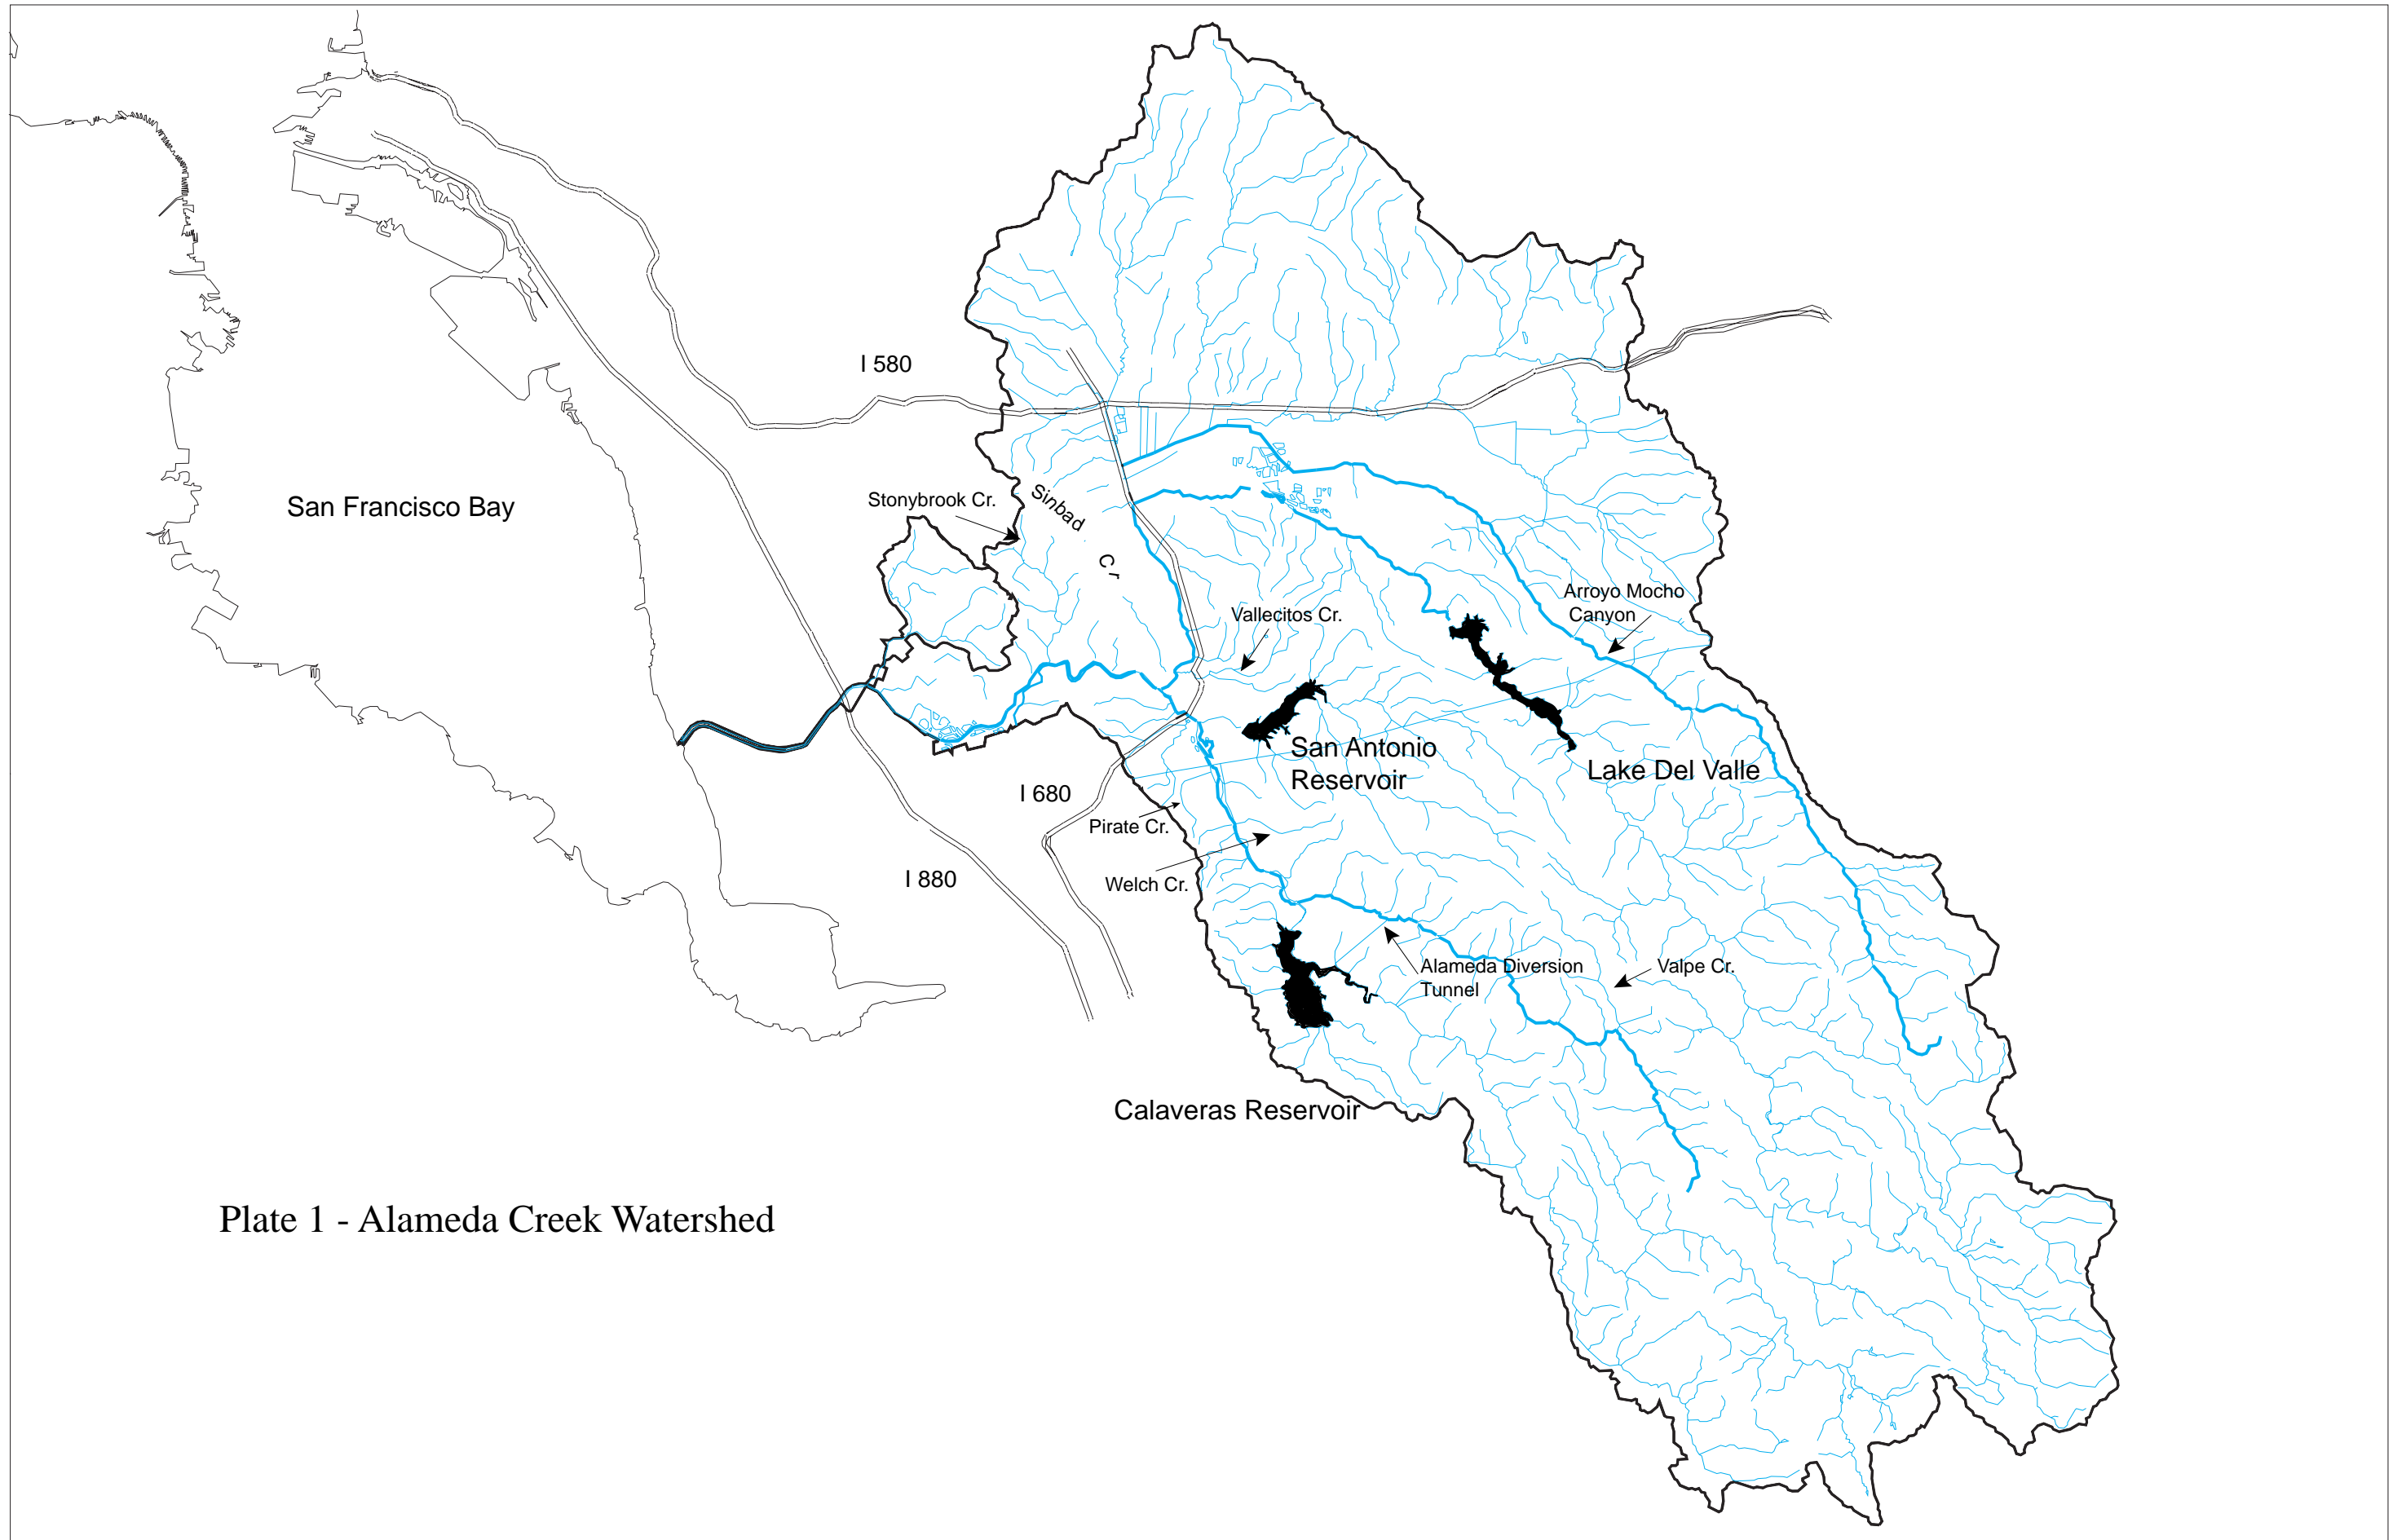 I 580
San Francisco Bay
Stonybrook Cr.
Sinbad
Cr
Arroyo Mocho
Canyon
Vallecitos Cr.
San Antonio
Reservoir
Lake Del Valle
I 680
Pirate Cr.
I 880
Welch Cr.
Alameda Diversion
Tunnel
Valpe Cr.
Calaveras Reservoir
Plate 1 - Alameda Creek Watershed